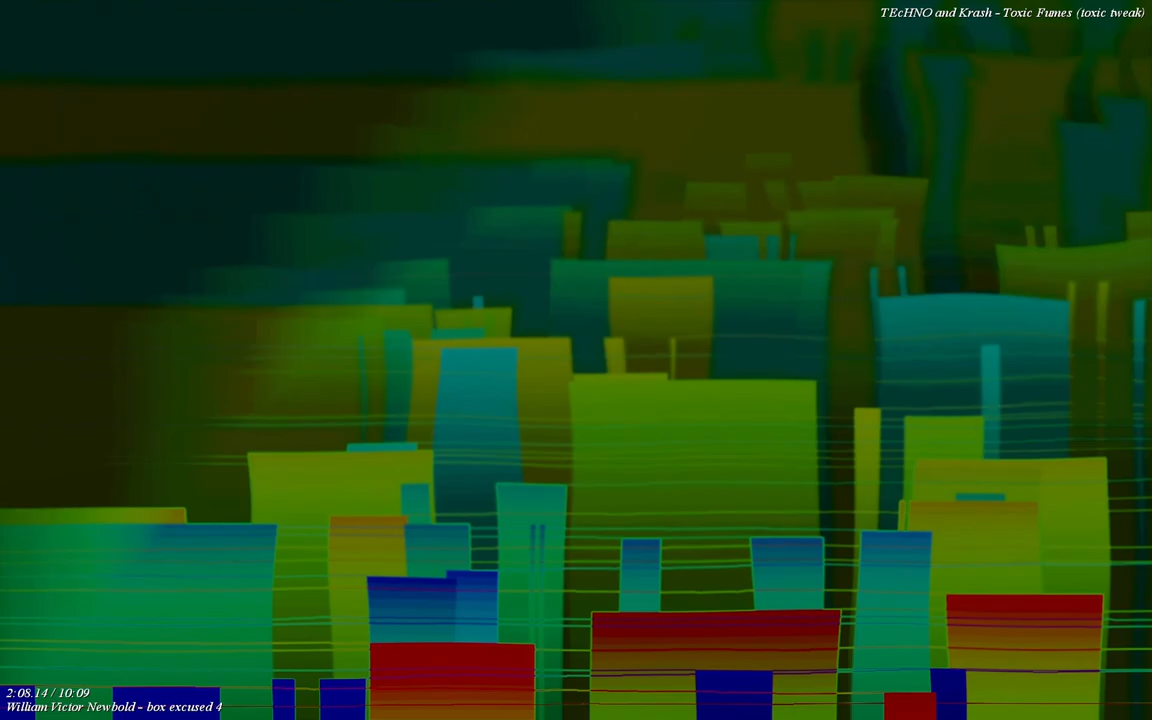 TEcHNO and Krash - Toxic Fumes (toxic tweak)
2:08.14 / 10:09
William Victor Newbold - box excused 4